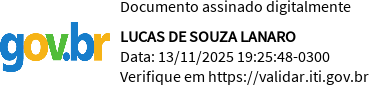 Documento assinado digitalmente
gov.br
LUCAS DE SOUZA LANARO
Data: 13/11/2025 19:25:48-0300
Verifique em https://validar.iti.gov.br